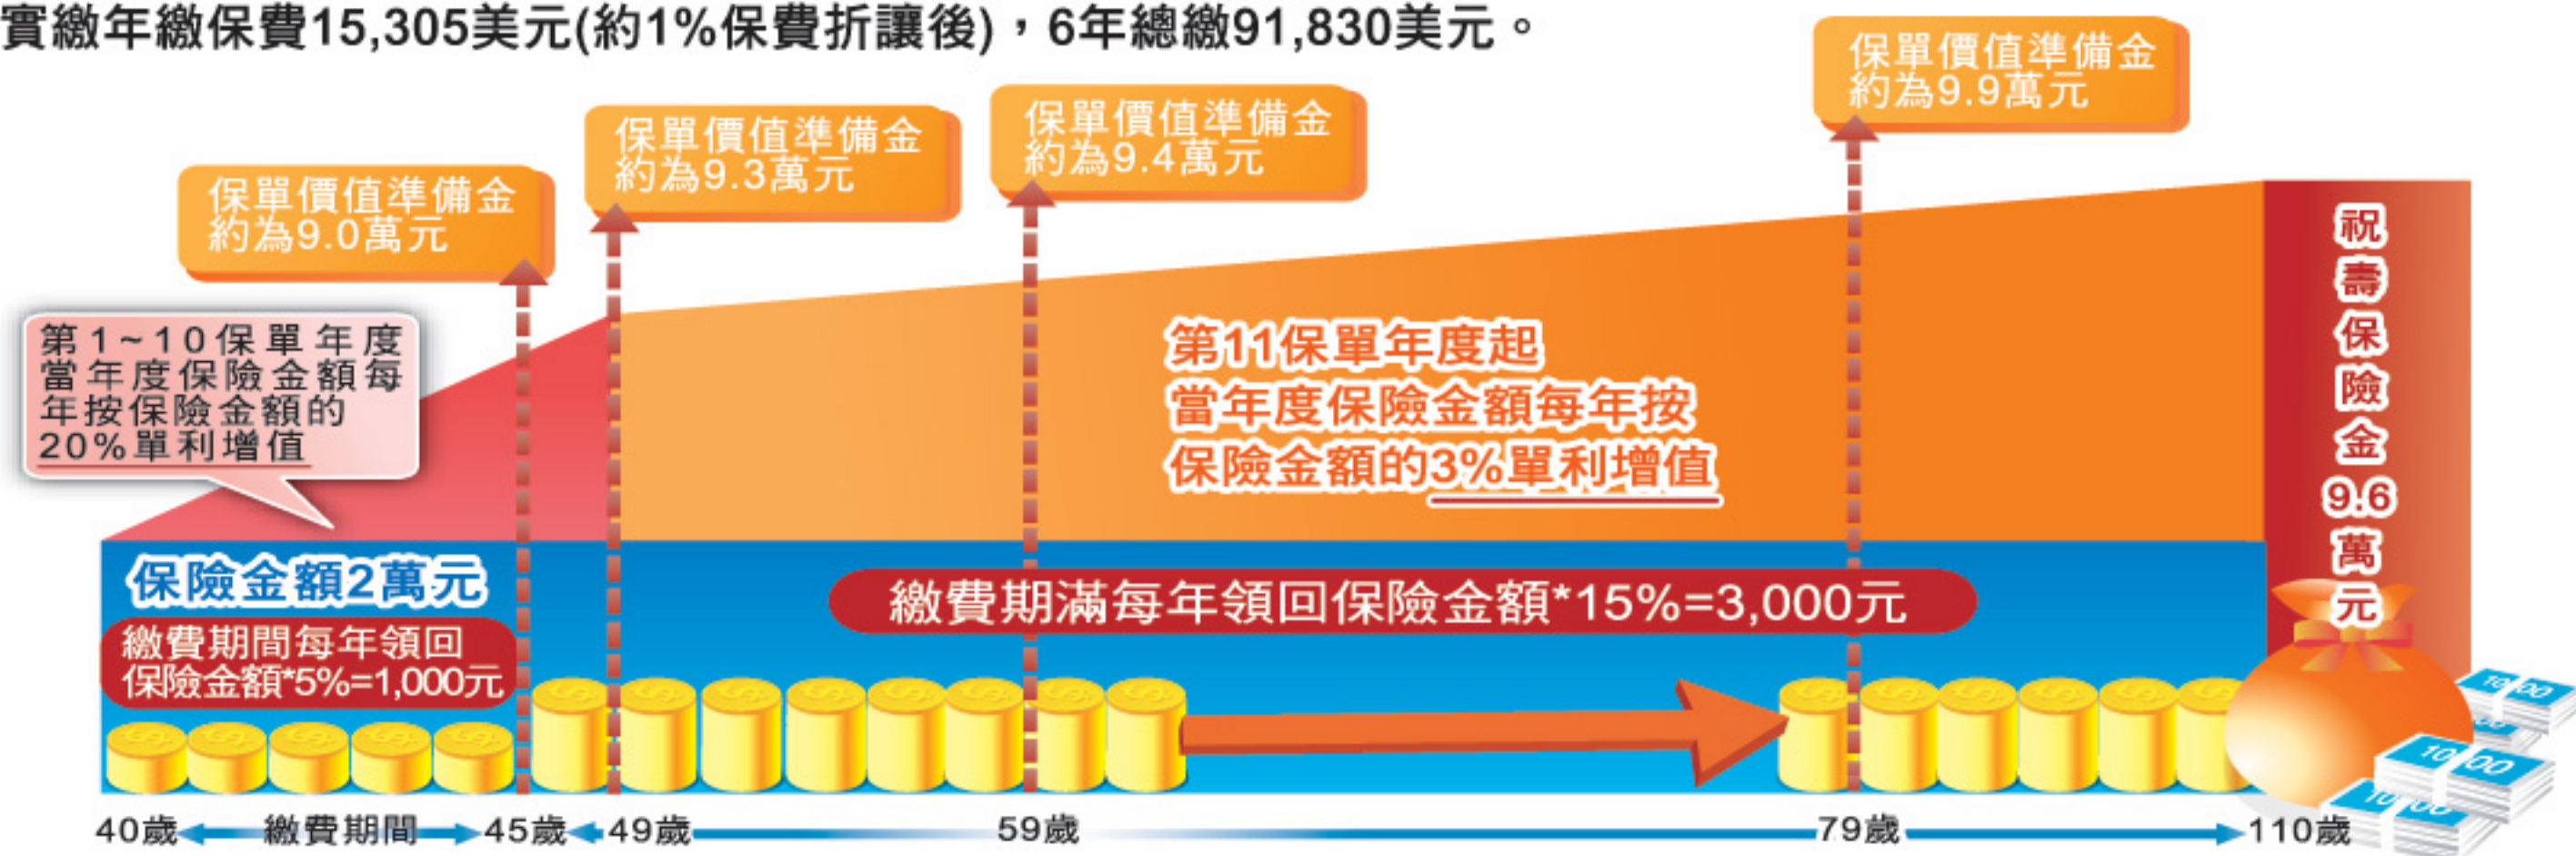 實繳年繳保費15,305美元(約1%保費折讓後)，6年總繳91,830美元。
保單價值準備金
約為9.0萬元
保單價值準備金
約為9.3萬元
保單價值準備金
約為9.4萬元
保單價值準備金
約為9.9萬元
第1~10保單年度
當年度保險金額每
年按保險金額的
20%單利增值
第11保單年度起
當年度保險金額每年按
保險金額的3%單利增值
祝壽保險金9.6萬元
保險金額2萬元
繳費期間每年領回
保險金額*5%=1,000元
繳費期滿每年領回保險金額*15%=3,000元
40歲 繳費期間 45歲 49歲 59歲 79歲 110歲